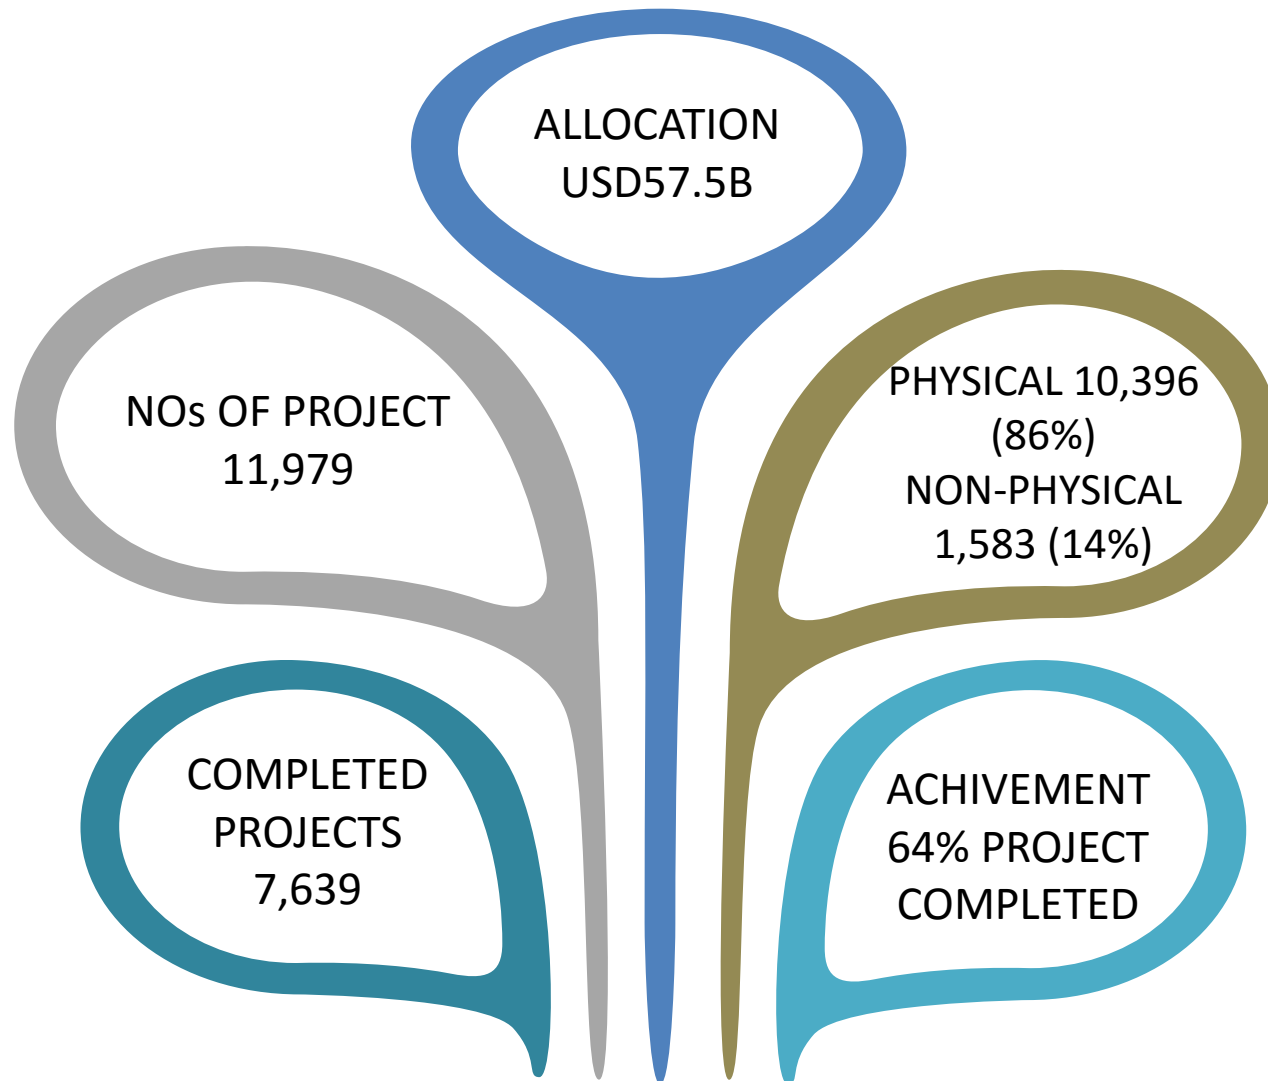 ALLOCATION
USD57.5B
NOs OF PROJECT
11,979
PHYSICAL 10,396
(86%)
NON-PHYSICAL
1,583 (14%)
COMPLETED
PROJECTS
7,639
ACHIVEMENT
64% PROJECT
COMPLETED